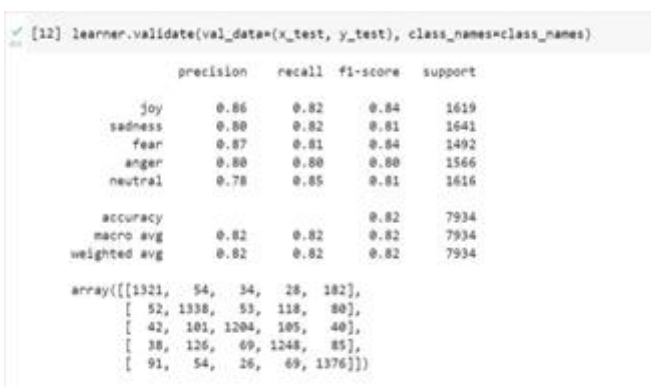 [12] learner.validate(val_data=(x_test, y_test), class_names=class_names)
precision recall f1-score support
joy 0.86 0.82 0.84 1619
sadness 0.80 0.82 0.81 1641
fear 0.87 0.81 0.84 1492
anger 0.80 0.80 0.80 1566
neutral 0.78 0.85 0.81 1616
accuracy 0.82 7934
macro avg 0.82 0.82 0.82 7934
weighted avg 0.82 0.82 0.82 7934
array([[1321, 54, 34, 28, 182],
[ 52, 1338, 53, 118, 80],
[ 42, 101, 1204, 105, 40],
[ 38, 126, 69, 1248, 85],
[ 91, 54, 26, 69, 1376]])